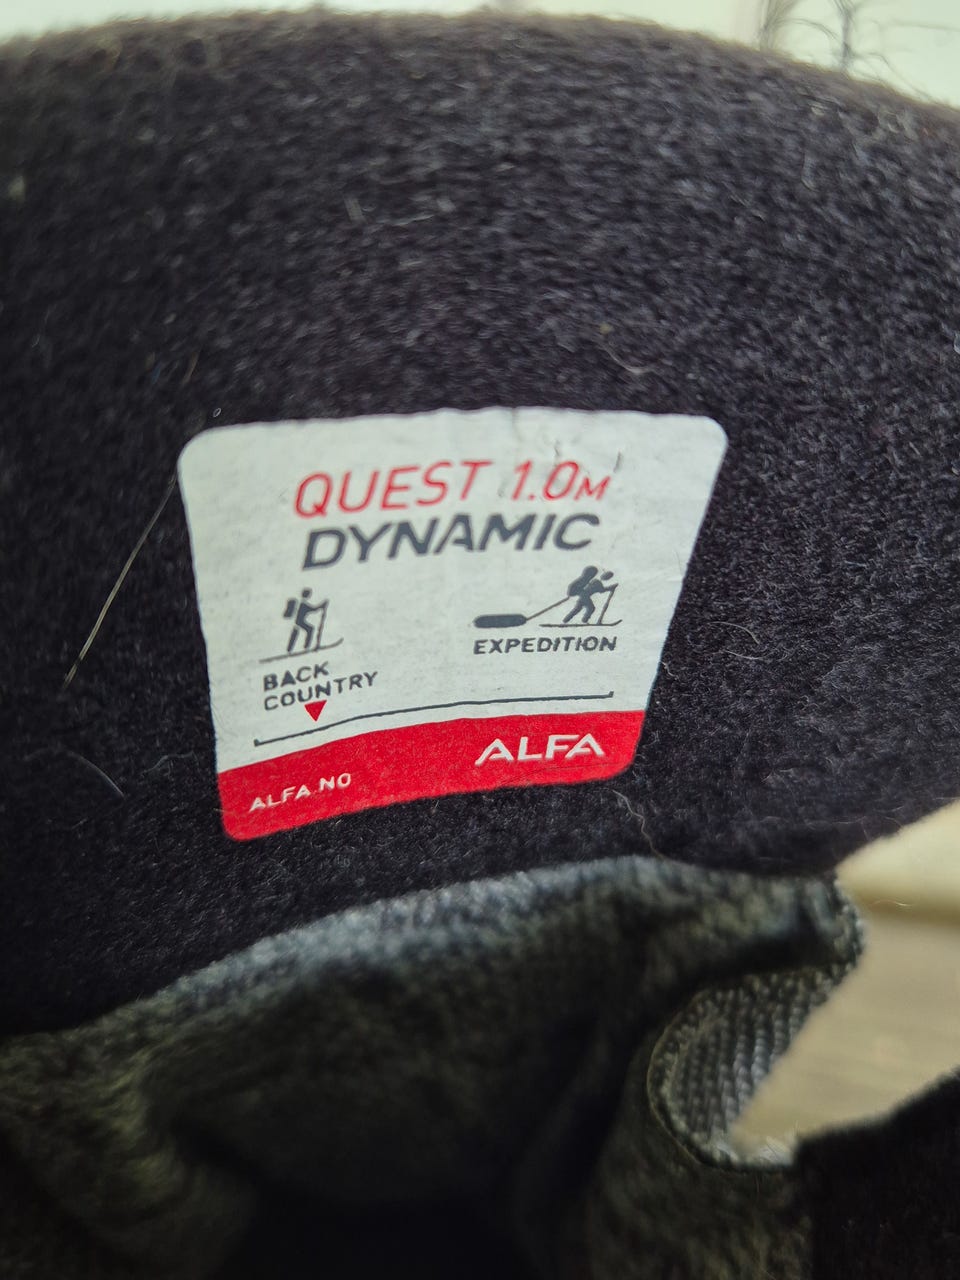 QUEST 1.0M
DYNAMIC
BACK
COUNTRY
EXPEDITION
ALFA.NO
ALFA